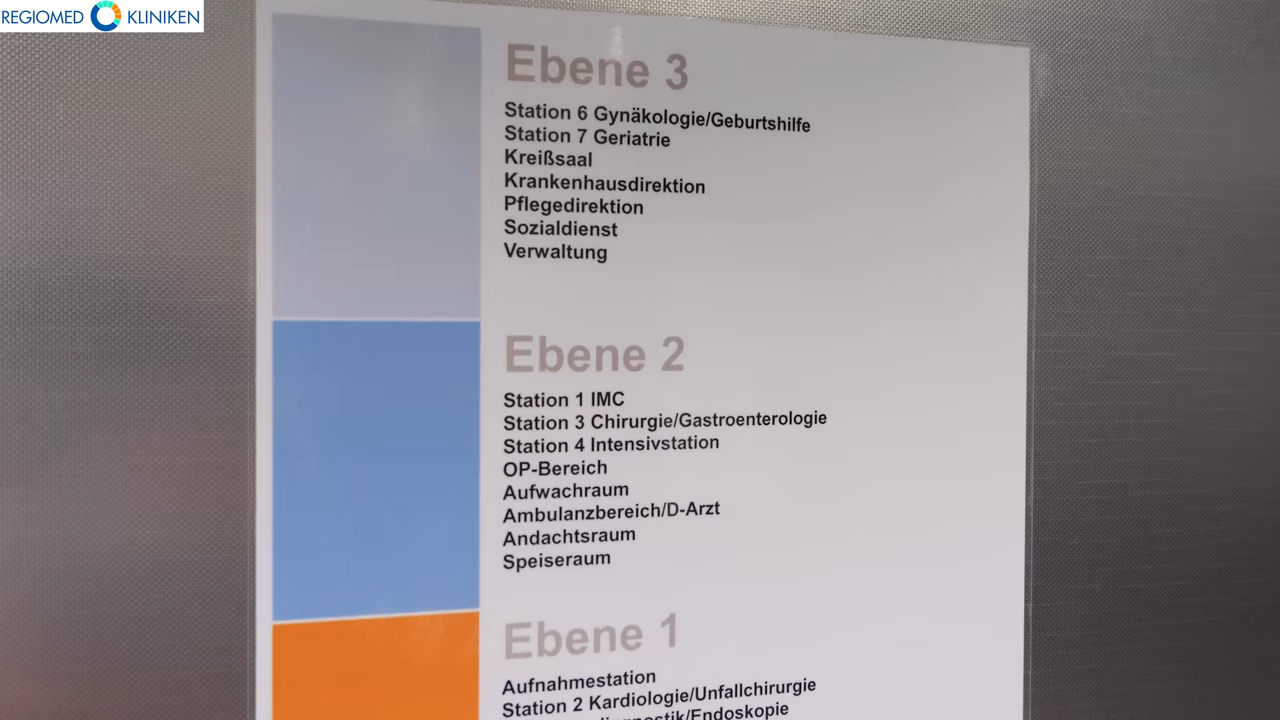 REGIOMED KLINIKEN
Ebene 3
Station 6 Gynäkologie/Geburtshilfe
Station 7 Geriatrie
Kreißsaal
Krankenhausdirektion
Pflegedirektion
Sozialdienst
Verwaltung
Ebene 2
Station 1 IMC
Station 3 Chirurgie/Gastroenterologie
Station 4 Intensivstation
OP-Bereich
Aufwachraum
Ambulanzbereich/D-Arzt
Andachtsraum
Speiseraum
Ebene 1
Aufnahmestation
Station 2 Kardiologie/Unfallchirurgie